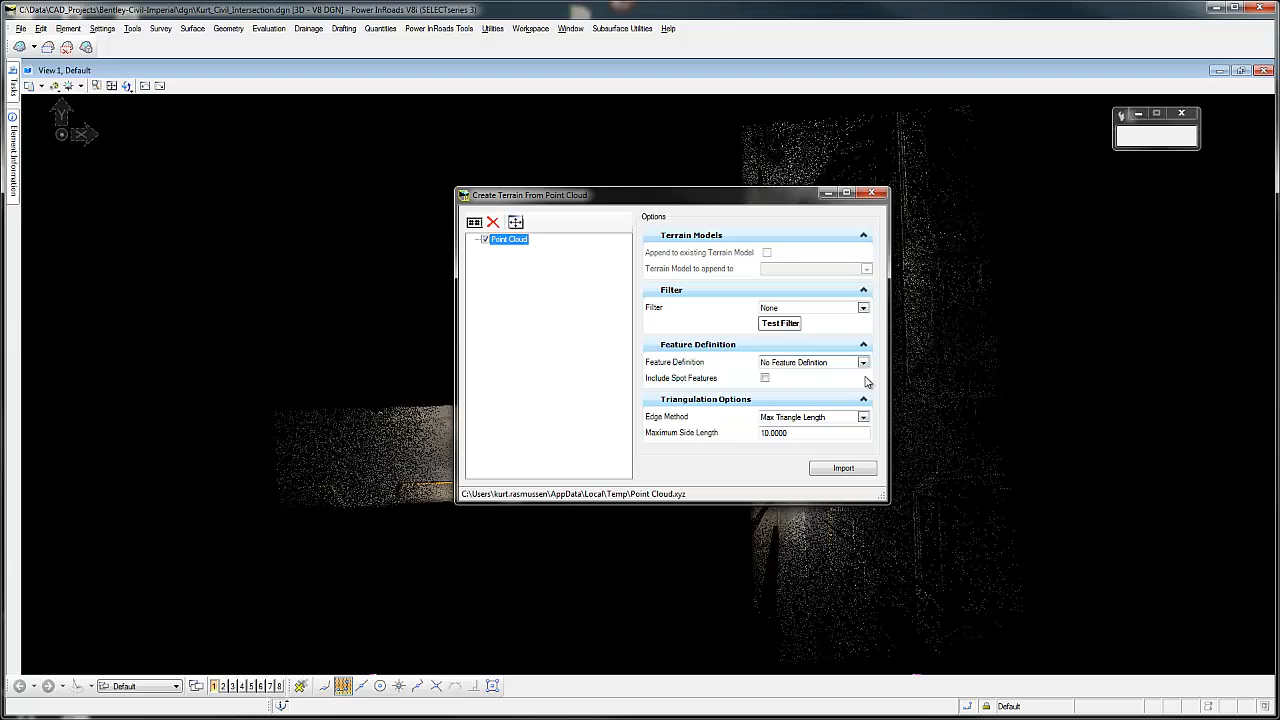 C:\Data\CAD_Projects\Bentley-Civil-Imperial\dgn\Kurt_Civil_Intersection.dgn [3D - V8 DGN] - Power InRoads V8i (SELECTseries 3)
File Edit Element Settings Tools Survey Surface Geometry Evaluation Drainage Drafting Quantities Power InRoads Tools Utilities Workspace Window Subsurface Utilities Help
View 1, Default
Tasks
Element Information
Y
X
Create Terrain From Point Cloud
Point Cloud
Options
Terrain Models
Append to existing Terrain Model
Terrain Model to append to
Filter
Filter None
Test Filter
Feature Definition
Feature Definition No Feature Definition
Include Spot Features
Triangulation Options
Edge Method Max Triangle Length
Maximum Side Length 10.0000
Import
C:\Users\kurt.rasmussen\AppData\Local\Temp\Point Cloud.xyz
Default 1 2 3 4 5 6 7 8
Default